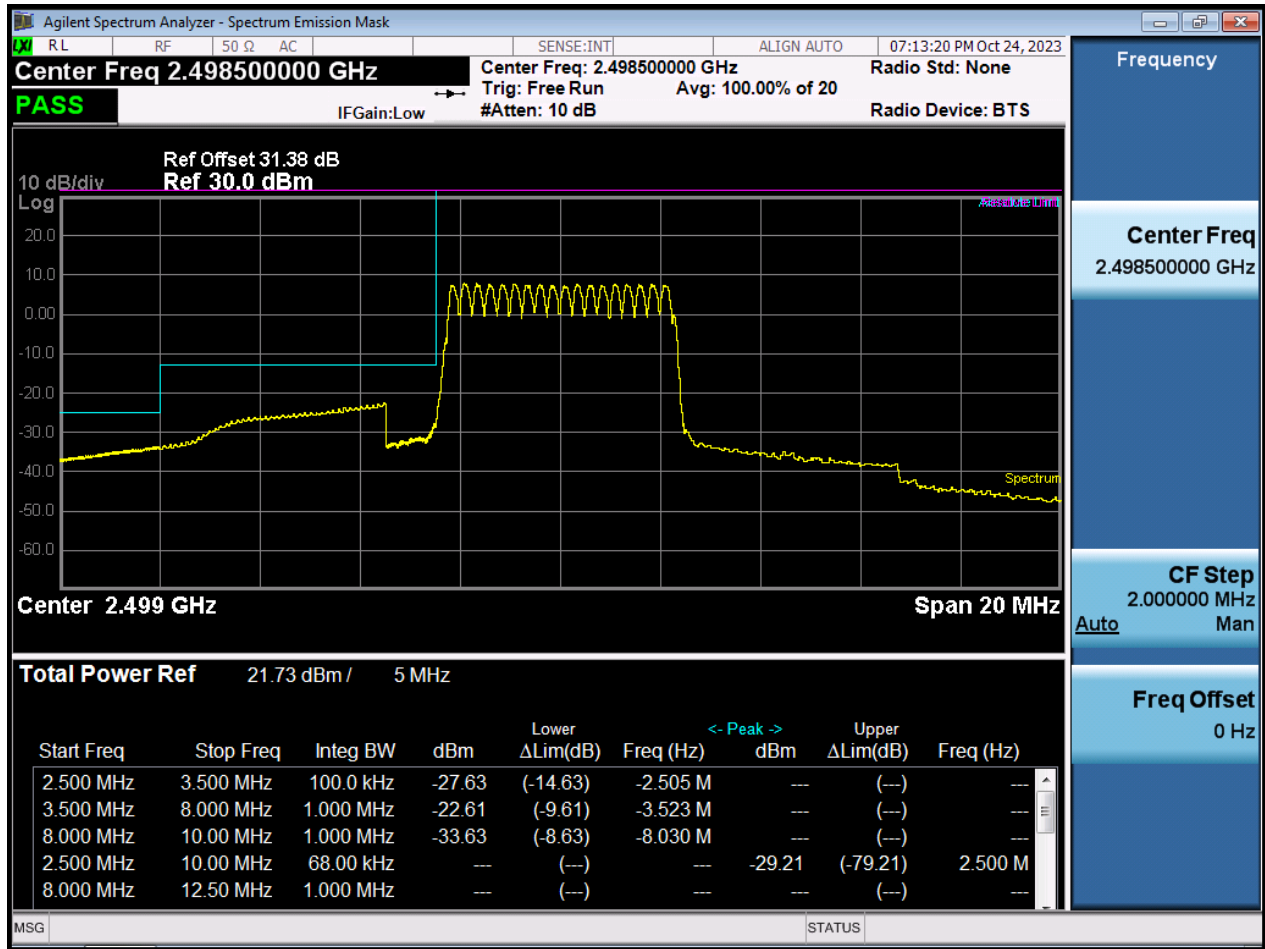 Agilent Spectrum Analyzer - Spectrum Emission Mask
LXI RL RF 50 Ω AC SENSE:INT ALIGN AUTO 07:13:20 PM Oct 24, 2023
Center Freq 2.498500000 GHz
Center Freq: 2.498500000 GHz Radio Std: None
Trig: Free Run Avg: 100.00% of 20
PASS IFGain:Low #Atten: 10 dB Radio Device: BTS
Ref Offset 31.38 dB
10 dB/div Ref 30.0 dBm
Log
Limit
20.0
10.0
0.00
-10.0
-20.0
-30.0
-40.0
Spectrum
-50.0
-60.0
Center 2.499 GHz Span 20 MHz
Total Power Ref 21.73 dBm / 5 MHz
Lower <- Peak -> Upper
Start Freq Stop Freq Integ BW dBm ΔLim(dB) Freq (Hz) dBm ΔLim(dB) Freq (Hz)
2.500 MHz 3.500 MHz 100.0 kHz -27.63 (-14.63) -2.505 M --- (---) ---
3.500 MHz 8.000 MHz 1.000 MHz -22.61 (-9.61) -3.523 M --- (---) ---
8.000 MHz 10.00 MHz 1.000 MHz -33.63 (-8.63) -8.030 M --- (---) ---
2.500 MHz 10.00 MHz 68.00 kHz --- (---) --- -29.21 (-79.21) 2.500 M
8.000 MHz 12.50 MHz 1.000 MHz --- (---) --- --- (---) ---
MSG STATUS
Frequency
Center Freq
2.498500000 GHz
CF Step
2.000000 MHz
Auto Man
Freq Offset
0 Hz